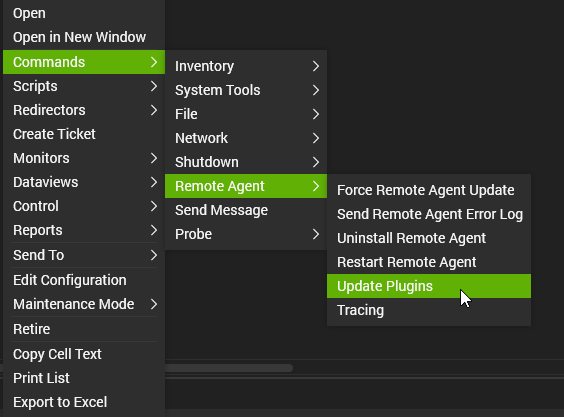 Open
Open in New Window
Commands
Scripts
Redirectors
Create Ticket
Monitors
Dataviews
Control
Reports
Send To
Edit Configuration
Maintenance Mode
Retire
Copy Cell Text
Print List
Export to Excel
Inventory
System Tools
File
Network
Shutdown
Remote Agent
Send Message
Probe
Force Remote Agent Update
Send Remote Agent Error Log
Uninstall Remote Agent
Restart Remote Agent
Update Plugins
Tracing